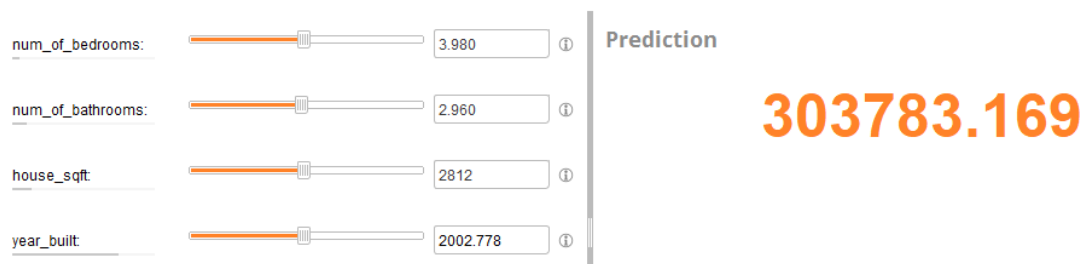 num_of_bedrooms: 3.980
num_of_bathrooms: 2.960
house_sqft: 2812
year_built: 2002.778
Prediction
303783.169